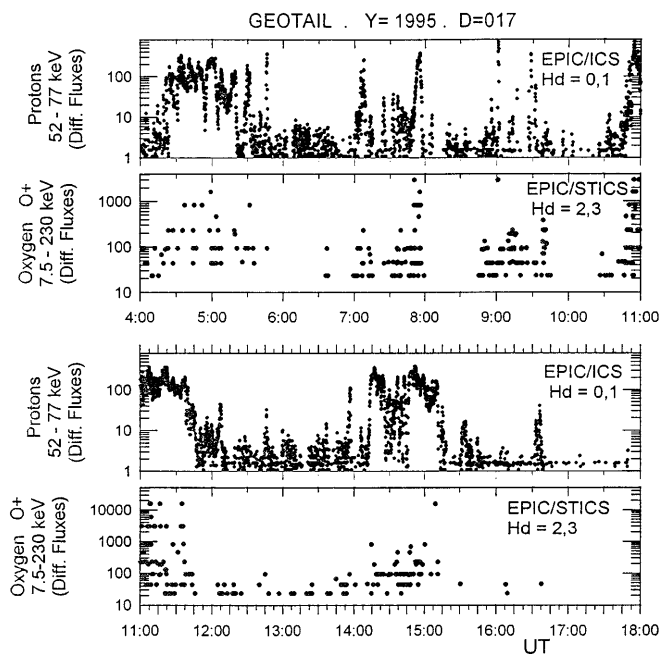 GEOTAIL . Y= 1995. D=017
Protons
52 - 77 keV
(Diff. Fluxes)
100
10
1
EPIC/ICS
Hd = 0,1
Oxygen O+
7.5 - 230 keV
(Diff. Fluxes)
1000
100
10
EPIC/STICS
Hd = 2,3
4:00 5:00 6:00 7:00 8:00 9:00 10:00 11:00
Protons
52 - 77 keV
(Diff. Fluxes)
100
10
1
EPIC/ICS
Hd = 0,1
Oxygen O+
7.5-230 keV
(Diff. Fluxes)
10000
1000
100
10
EPIC/STICS
Hd = 2,3
11:00 12:00 13:00 14:00 15:00 16:00 17:00 18:00
UT